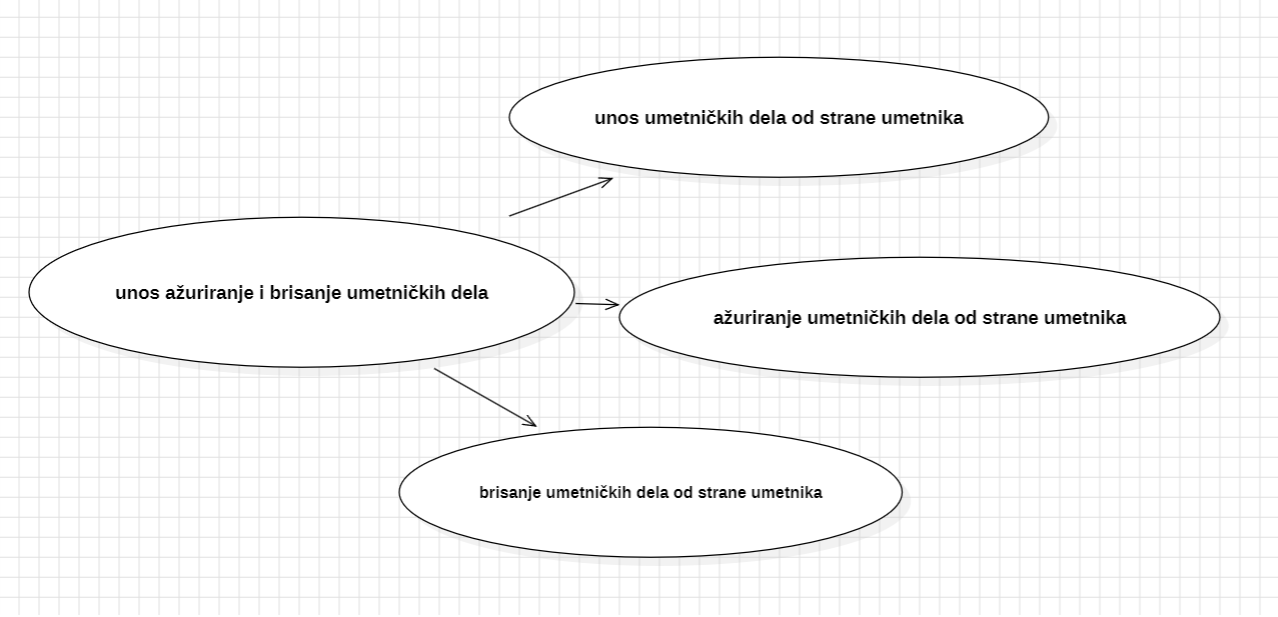 unos umetničkih dela od strane umetnika
unos ažuriranje i brisanje umetničkih dela
ažuriranje umetničkih dela od strane umetnika
brisanje umetničkih dela od strane umetnika